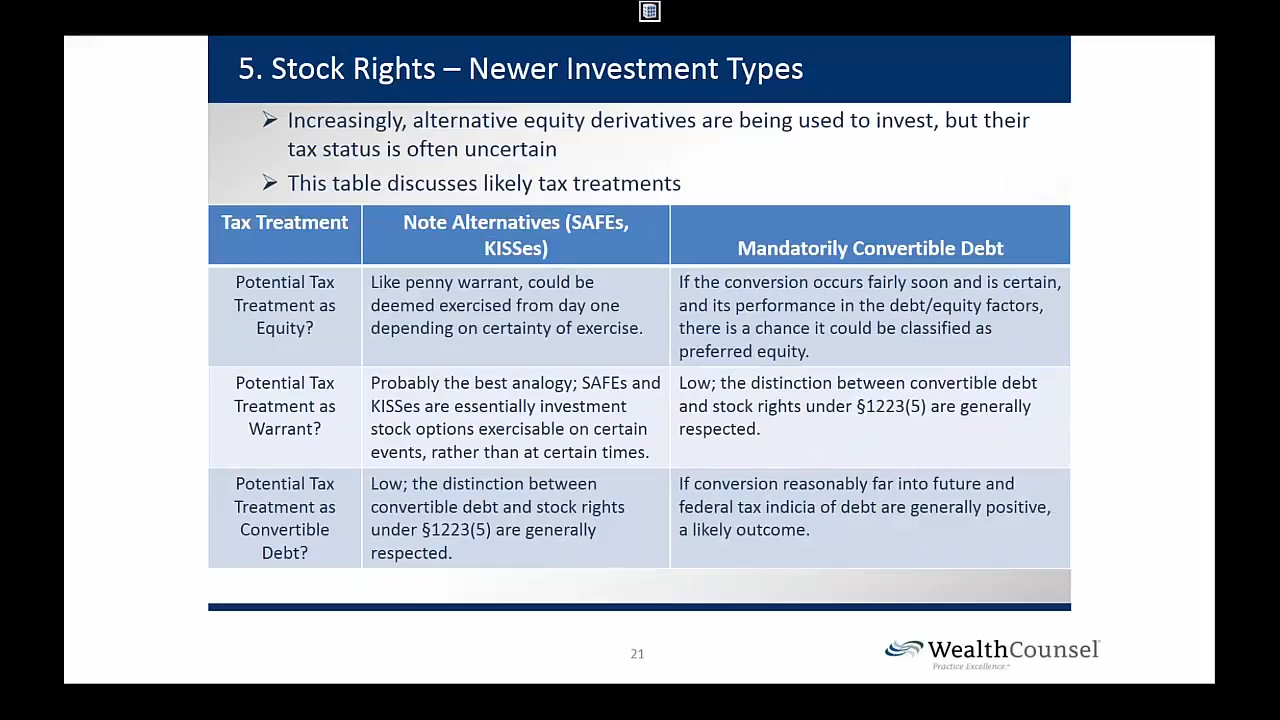 5. Stock Rights – Newer Investment Types
➢ Increasingly, alternative equity derivatives are being used to invest, but their
tax status is often uncertain
➢ This table discusses likely tax treatments
Tax Treatment
Note Alternatives (SAFEs,
KISSes)
Mandatorily Convertible Debt
Potential Tax
Treatment as
Equity?
Like penny warrant, could be
deemed exercised from day one
depending on certainty of exercise.
If the conversion occurs fairly soon and is certain,
and its performance in the debt/equity factors,
there is a chance it could be classified as
preferred equity.
Potential Tax
Treatment as
Warrant?
Probably the best analogy; SAFEs and
KISSes are essentially investment
stock options exercisable on certain
events, rather than at certain times.
Low; the distinction between convertible debt
and stock rights under §1223(5) are generally
respected.
Potential Tax
Treatment as
Convertible
Debt?
Low; the distinction between
convertible debt and stock rights
under §1223(5) are generally
respected.
If conversion reasonably far into future and
federal tax indicia of debt are generally positive,
a likely outcome.
21
WealthCounsel
Practice Excellence.